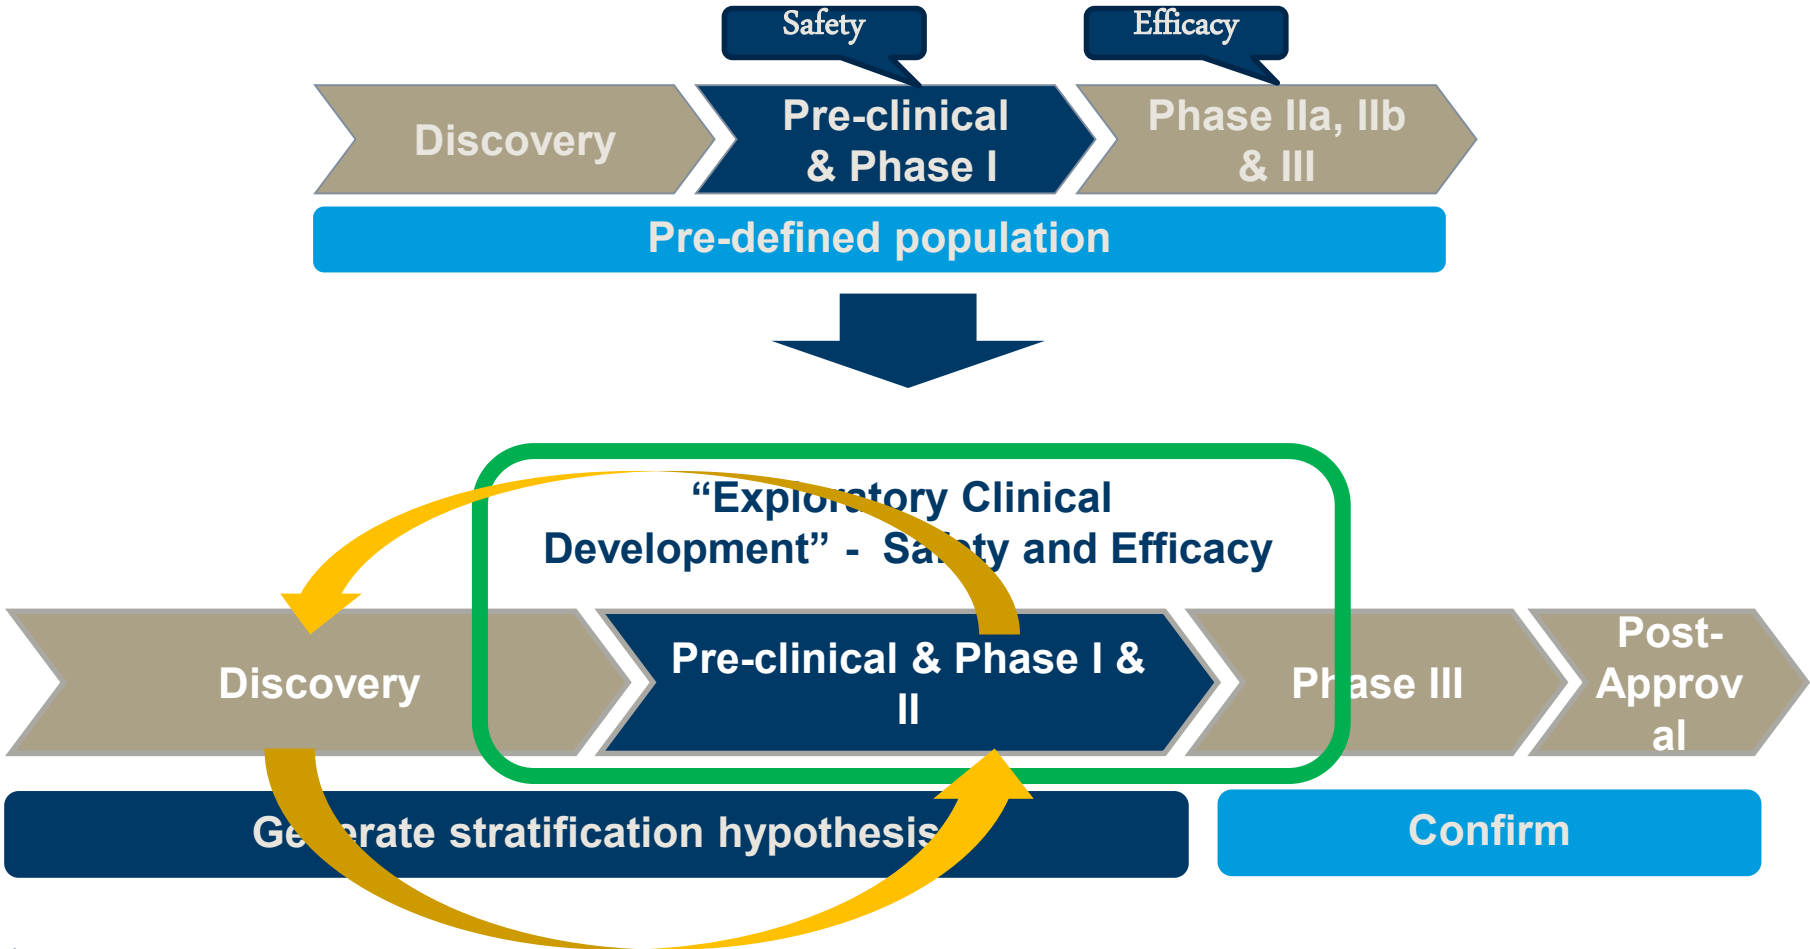 Safety
Efficacy
Discovery
Pre-clinical
& Phase I
Phase IIa, IIb
& III
Pre-defined population
“Exploratory Clinical
Development” - Safety and Efficacy
Discovery
Pre-clinical & Phase I &
II
Phase III
Post-
Approv
al
Generate stratification hypothesis
Confirm